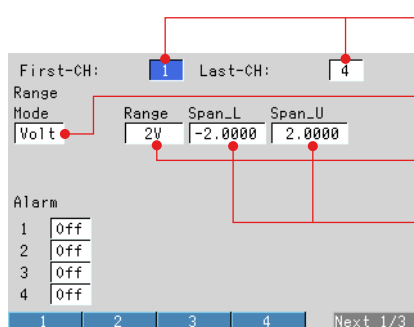 First-CH: 1 Last-CH: 4
Range
Mode Range Span_L Span_U
Volt 2V -2.0000 2.0000
Alarm
1 Off
2 Off
3 Off
4 Off
1 2 3 4 Next 1/3